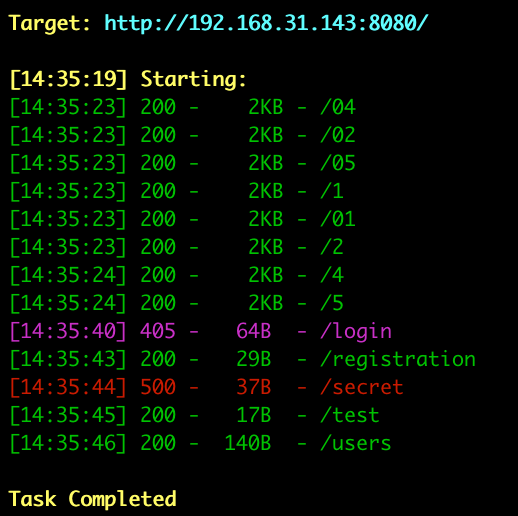 Target: http://192.168.31.143:8080/
[14:35:19] Starting:
[14:35:23] 200 -    2KB - /04
[14:35:23] 200 -    2KB - /02
[14:35:23] 200 -    2KB - /05
[14:35:23] 200 -    2KB - /1
[14:35:23] 200 -    2KB - /01
[14:35:23] 200 -    2KB - /2
[14:35:24] 200 -    2KB - /4
[14:35:24] 200 -    2KB - /5
[14:35:40] 405 -   64B  - /login
[14:35:43] 200 -   29B  - /registration
[14:35:44] 500 -   37B  - /secret
[14:35:45] 200 -   17B  - /test
[14:35:46] 200 -  140B  - /users
Task Completed